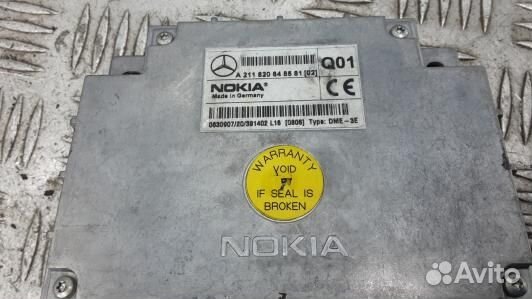 A 211 820 64 85 81 [02]
Q01
NOKIA®
Made in Germany
CE
0630907/20/391402 L16 [0806] Type: DME-3E
WARRANTY
VOID
IF SEAL IS
BROKEN
NOKIA
Avito